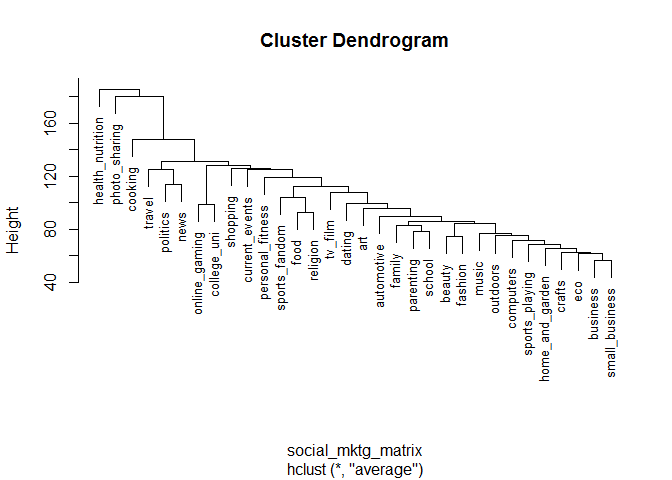 Cluster Dendrogram
Height
160
120
80
40
health_nutrition
photo_sharing
cooking
travel
politics
news
online_gaming
college_uni
shopping
current_events
personal_fitness
sports_fandom
food
religion
tv_film
dating
art
automotive
family
parenting
school
beauty
fashion
music
outdoors
computers
sports_playing
home_and_garden
crafts
eco
business
small_business
social_mktg_matrix
hclust (*, "average")